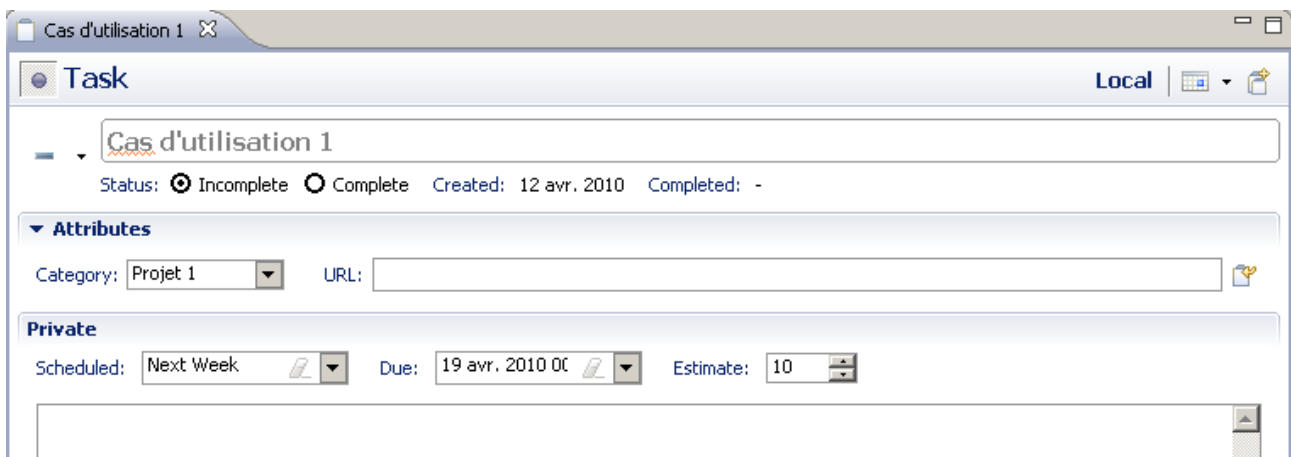 Cas d'utilisation 1
Task Local
Cas d'utilisation 1
Status: Incomplete Complete Created: 12 avr. 2010 Completed: -
Attributes
Category: Projet 1 URL:
Private
Scheduled: Next Week Due: 19 avr. 2010 00 Estimate: 10